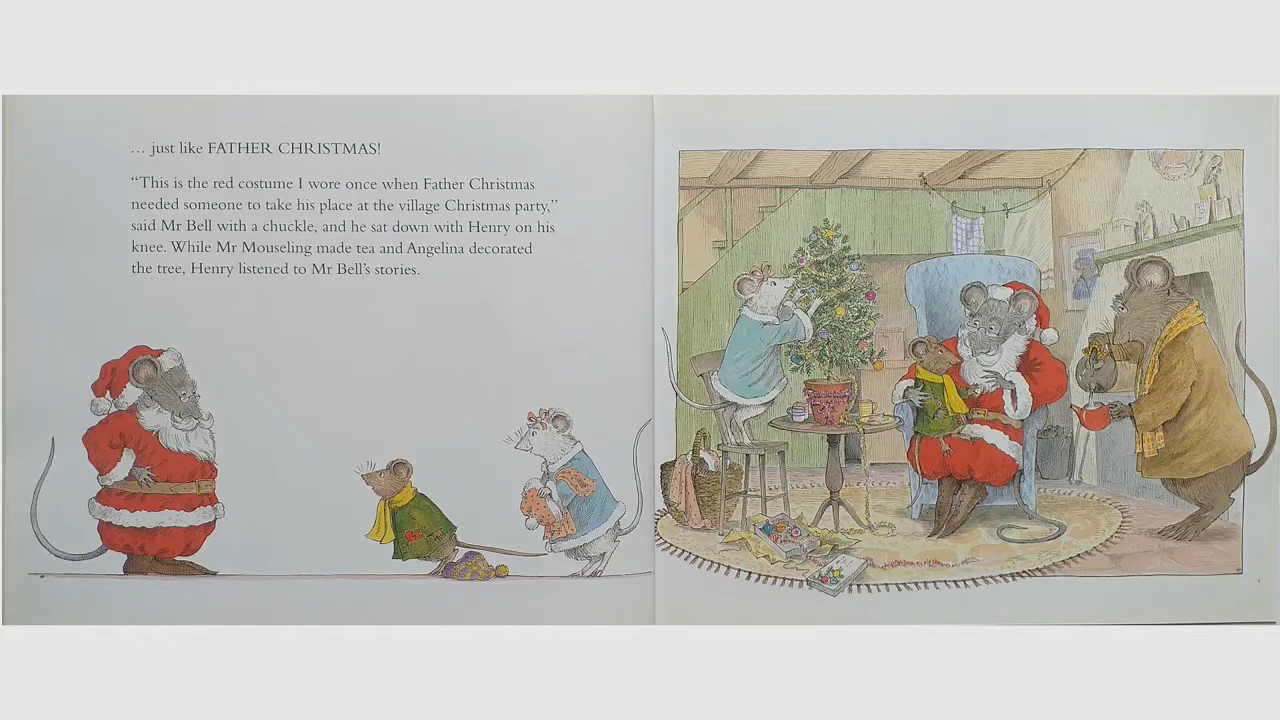 … just like FATHER CHRISTMAS!
“This is the red costume I wore once when Father Christmas
needed someone to take his place at the village Christmas party,”
said Mr Bell with a chuckle, and he sat down with Henry on his
knee. While Mr Mouseling made tea and Angelina decorated
the tree, Henry listened to Mr Bell’s stories.